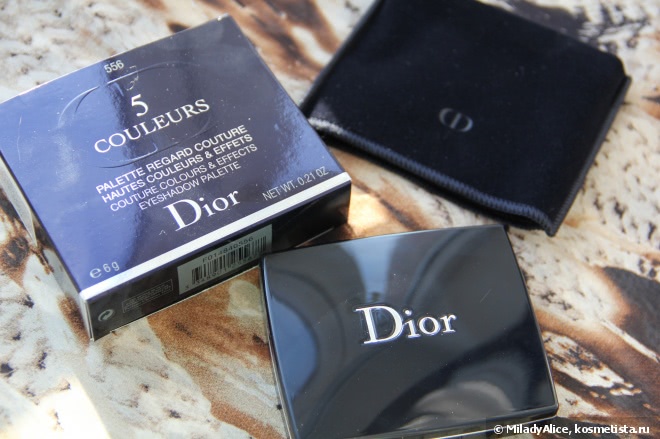 556
5
COULEURS
PALETTE REGARD COUTURE
HAUTES COULEURS & EFFETS
COUTURE COLOURS & EFFECTS
EYESHADOW PALETTE
Dior
NET WT. 0.21 OZ
e 6g
CD
Dior
© MiladyAlice, kosmetista.ru